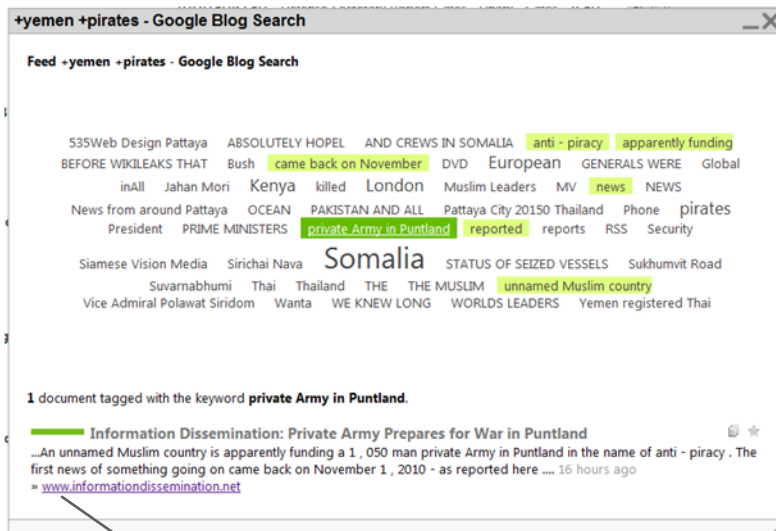 +yemen +pirates - Google Blog Search
Feed +yemen +pirates - Google Blog Search
535Web Design Pattaya ABSOLUTELY HOPEL AND CREWS IN SOMALIA anti - piracy apparently funding
BEFORE WIKILEAKS THAT Bush came back on November DVD European GENERALS WERE Global
inAll Jahan Mori Kenya killed London Muslim Leaders MV news NEWS
News from around Pattaya OCEAN PAKISTAN AND ALL Pattaya City 20150 Thailand Phone pirates
President PRIME MINISTERS private Army in Puntland reported reports RSS Security
Siamese Vision Media Sirichai Nava Somalia STATUS OF SEIZED VESSELS Sukhumvit Road
Suvarnabhumi Thai Thailand THE THE MUSLIM unnamed Muslim country
Vice Admiral Polawat Siridom Wanta WE KNEW LONG WORLDS LEADERS Yemen registered Thai
1 document tagged with the keyword private Army in Puntland.
Information Dissemination: Private Army Prepares for War in Puntland
...An unnamed Muslim country is apparently funding a 1 , 050 man private Army in Puntland in the name of anti - piracy . The
first news of something going on came back on November 1 , 2010 - as reported here .... 16 hours ago
» www.informationdissemination.net